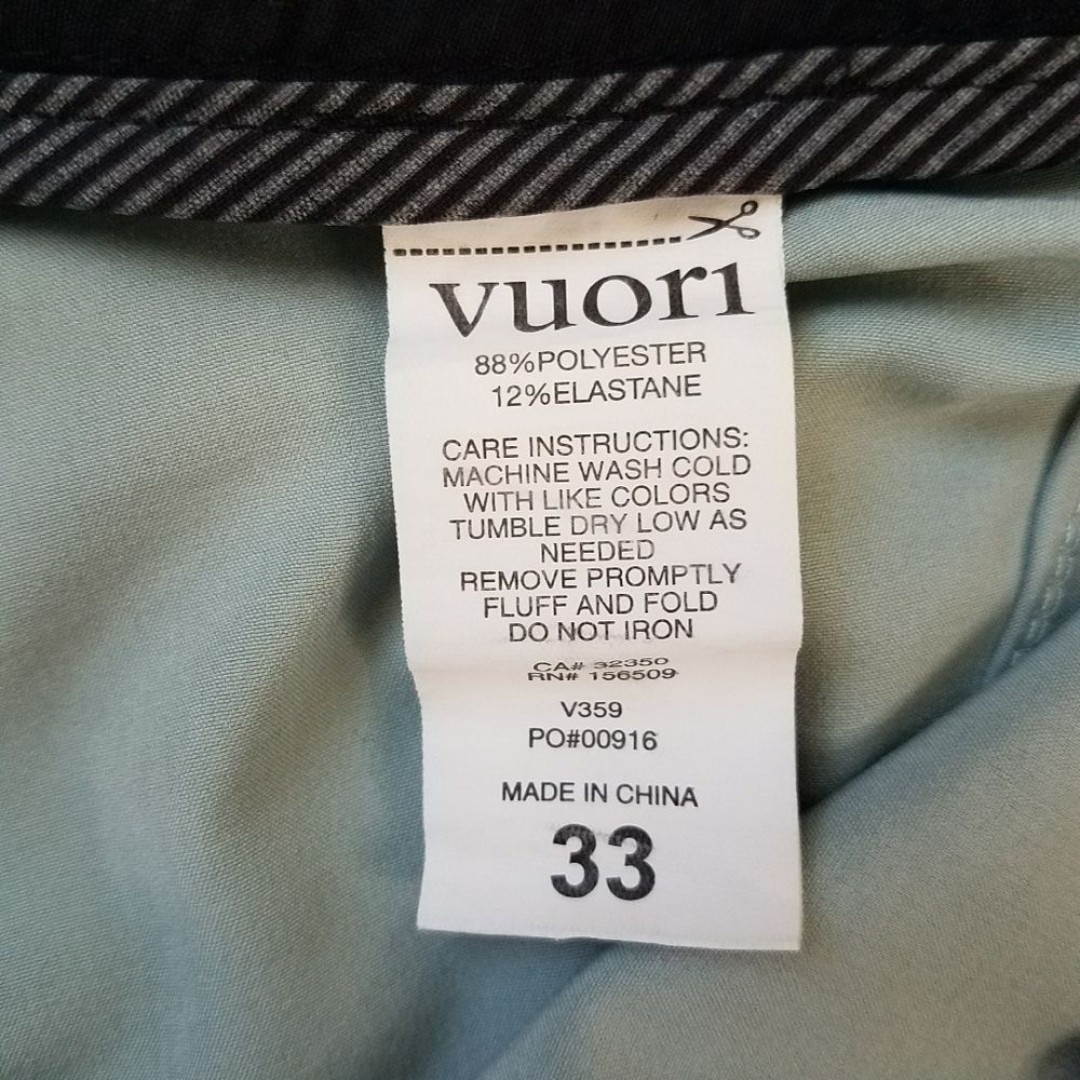 vuori
88%POLYESTER
12%ELASTANE
CARE INSTRUCTIONS:
MACHINE WASH COLD
WITH LIKE COLORS
TUMBLE DRY LOW AS
NEEDED
REMOVE PROMPTLY
FLUFF AND FOLD
DO NOT IRON
CA# 32350
RN# 156509
V359
PO#00916
MADE IN CHINA
33